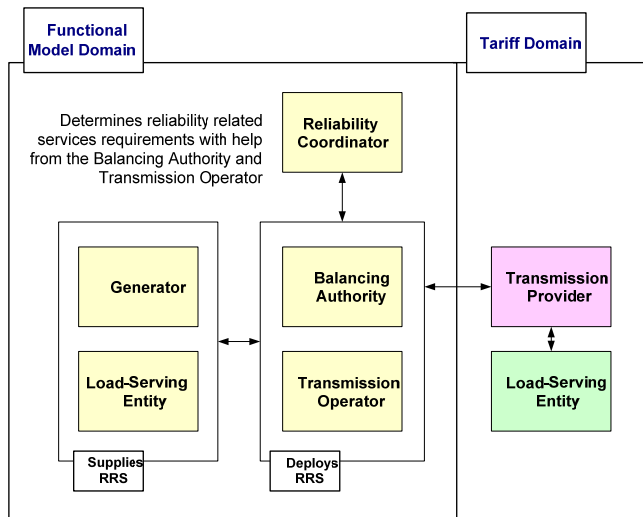 Functional
Model Domain
Tariff Domain
Determines reliability related
services requirements with help
from the Balancing Authority and
Transmission Operator
Reliability
Coordinator
Generator
Balancing
Authority
Transmission
Provider
Load-Serving
Entity
Transmission
Operator
Load-Serving
Entity
Supplies
RRS
Deploys
RRS